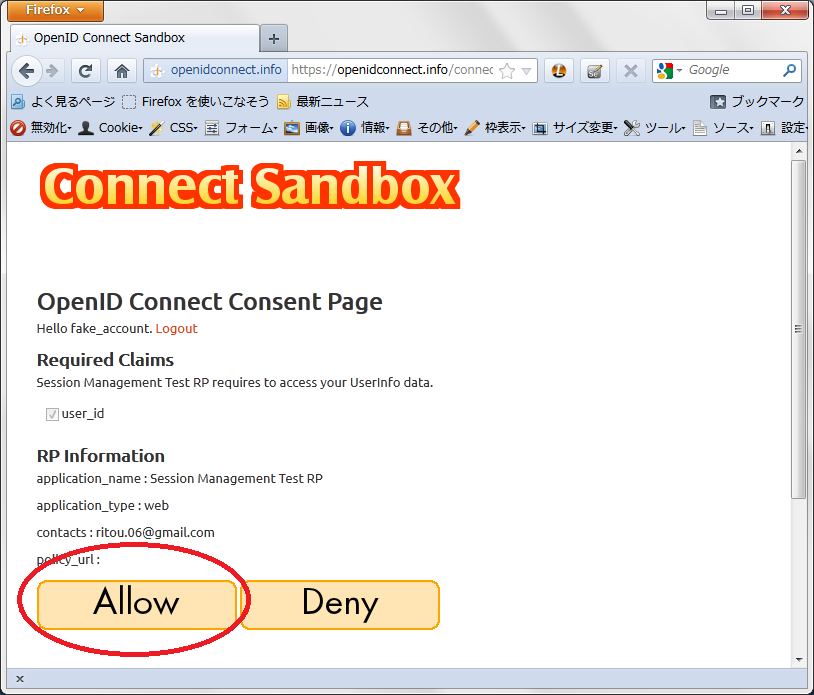 Firefox
OpenID Connect Sandbox
openidconnect.info https://openidconnect.info/connec Google
よく見るページ Firefox を使いこなそう 最新ニュース ブックマーク
無効化 Cookie CSS フォーム 画像 情報 その他 枠表示 サイズ変更 ツール ソース 設定
Connect Sandbox
OpenID Connect Consent Page
Hello fake_account. Logout
Required Claims
Session Management Test RP requires to access your UserInfo data.
user_id
RP Information
application_name : Session Management Test RP
application_type : web
contacts : ritou.06@gmail.com
policy_url :
Allow Deny